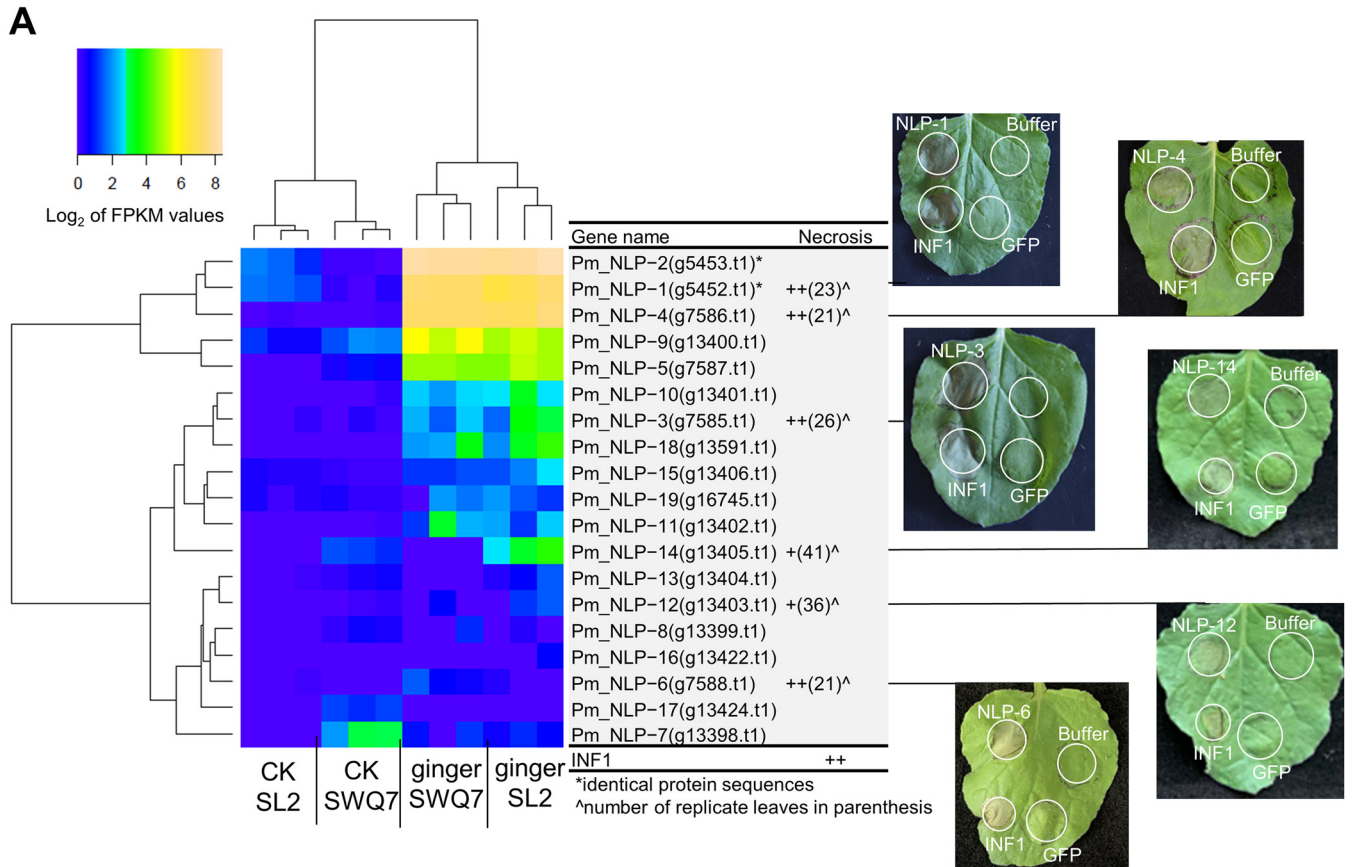 A
0 2 4 6 8
Log2 of FPKM values
Gene name Necrosis
Pm_NLP−2(g5453.t1)*
Pm_NLP−1(g5452.t1)* ++(23)^
Pm_NLP−4(g7586.t1) ++(21)^
Pm_NLP−9(g13400.t1)
Pm_NLP−5(g7587.t1)
Pm_NLP−10(g13401.t1)
Pm_NLP−3(g7585.t1) ++(26)^
Pm_NLP−18(g13591.t1)
Pm_NLP−15(g13406.t1)
Pm_NLP−19(g16745.t1)
Pm_NLP−11(g13402.t1)
Pm_NLP−14(g13405.t1) +(41)^
Pm_NLP−13(g13404.t1)
Pm_NLP−12(g13403.t1) +(36)^
Pm_NLP−8(g13399.t1)
Pm_NLP−16(g13422.t1)
Pm_NLP−6(g7588.t1) ++(21)^
Pm_NLP−17(g13424.t1)
Pm_NLP−7(g13398.t1)
INF1 ++
*identical protein sequences
^number of replicate leaves in parenthesis
CK
SL2
CK
SWQ7
ginger
SWQ7
ginger
SL2
NLP-1 Buffer
INF1 GFP
NLP-4 Buffer
INF1 GFP
NLP-3
INF1 GFP
NLP-14 Buffer
INF1 GFP
NLP-12 Buffer
INF1 GFP
NLP-6 Buffer
INF1 GFP